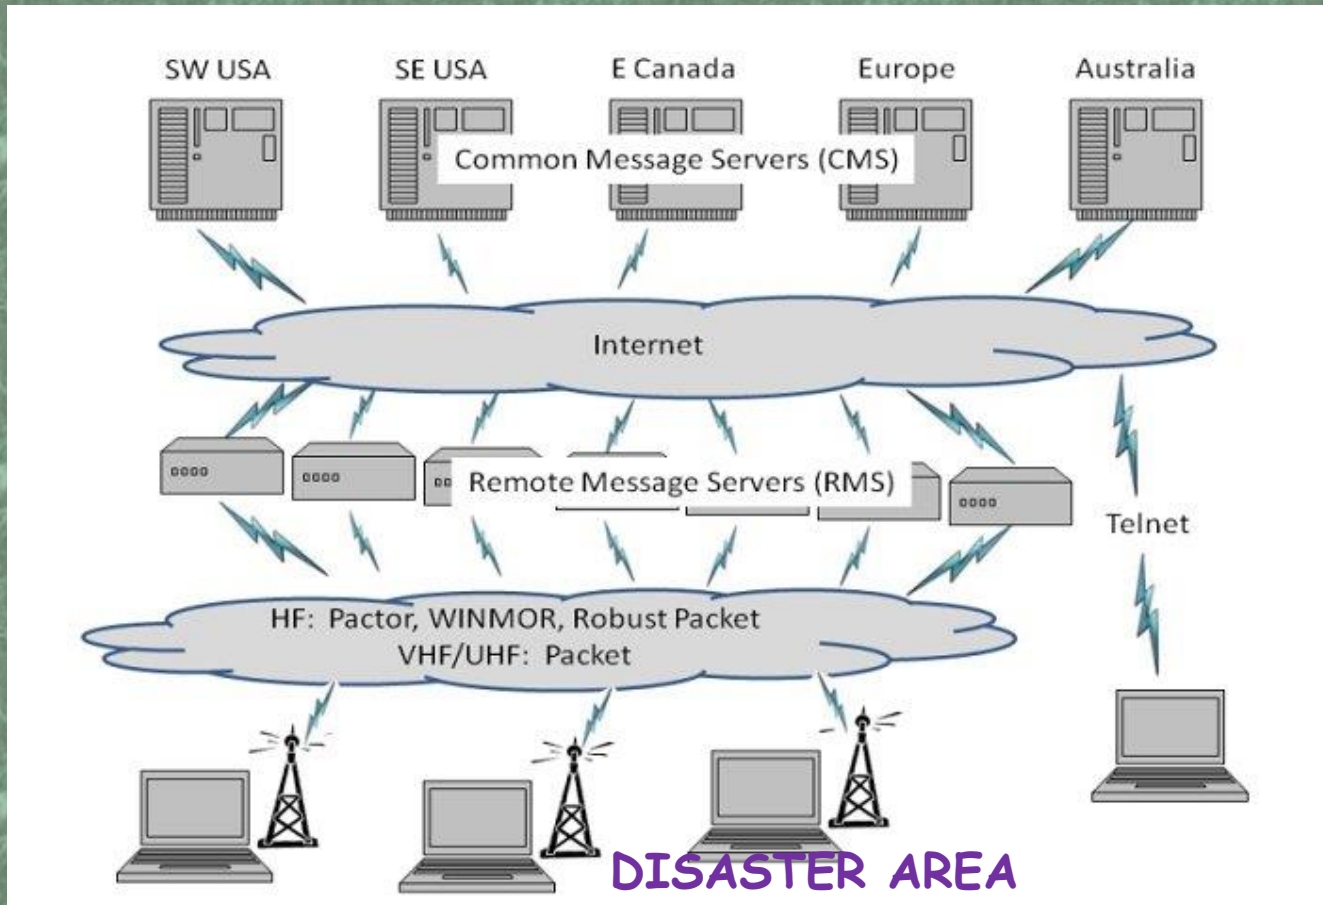 SW USA
SE USA
E Canada
Europe
Australia
Common Message Servers (CMS)
Internet
Remote Message Servers (RMS)
Telnet
HF: Pactor, WINMOR, Robust Packet
VHF/UHF: Packet
DISASTER AREA